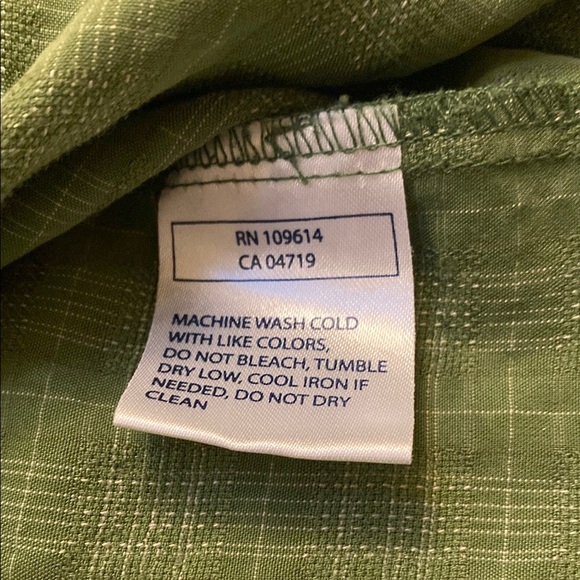 RN 109614
CA 04719
MACHINE WASH COLD
WITH LIKE COLORS,
DO NOT BLEACH, TUMBLE
DRY LOW, COOL IRON IF
NEEDED, DO NOT DRY
CLEAN